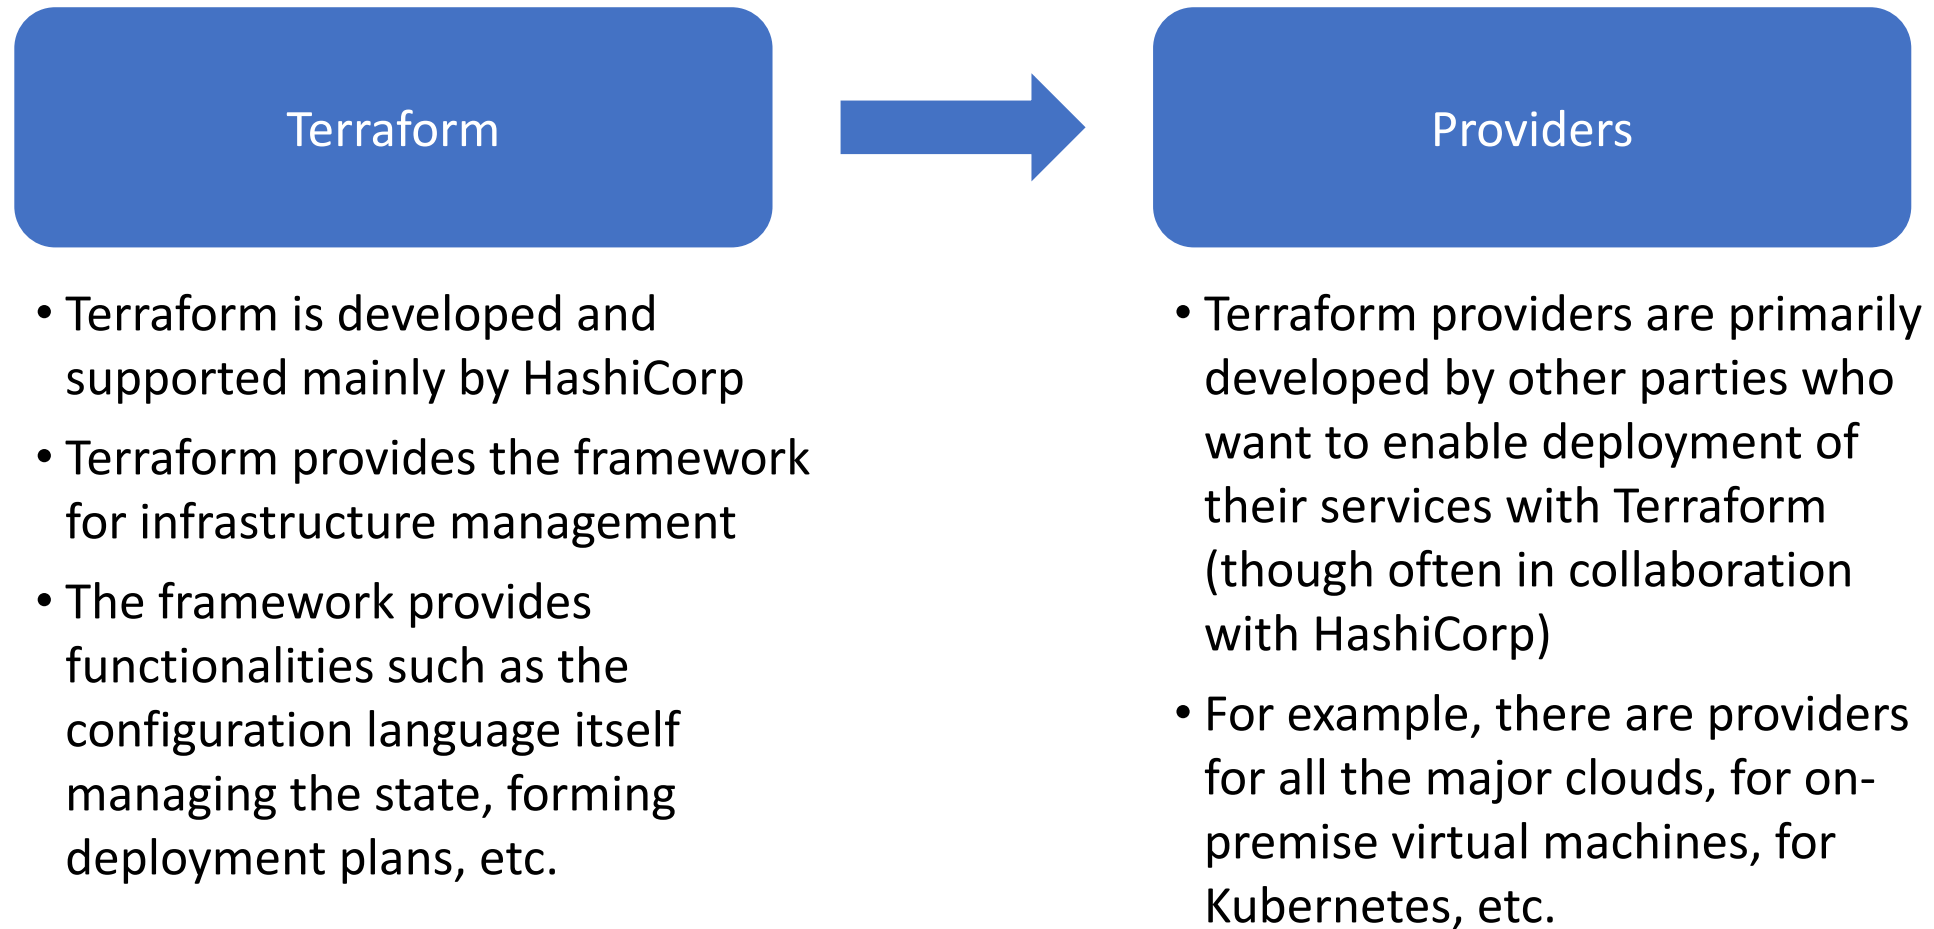 Terraform
• Terraform is developed and
supported mainly by HashiCorp
• Terraform provides the framework
for infrastructure management
• The framework provides
functionalities such as the
configuration language itself
managing the state, forming
deployment plans, etc.
Providers
• Terraform providers are primarily
developed by other parties who
want to enable deployment of
their services with Terraform
(though often in collaboration
with HashiCorp)
• For example, there are providers
for all the major clouds, for on-
premise virtual machines, for
Kubernetes, etc.